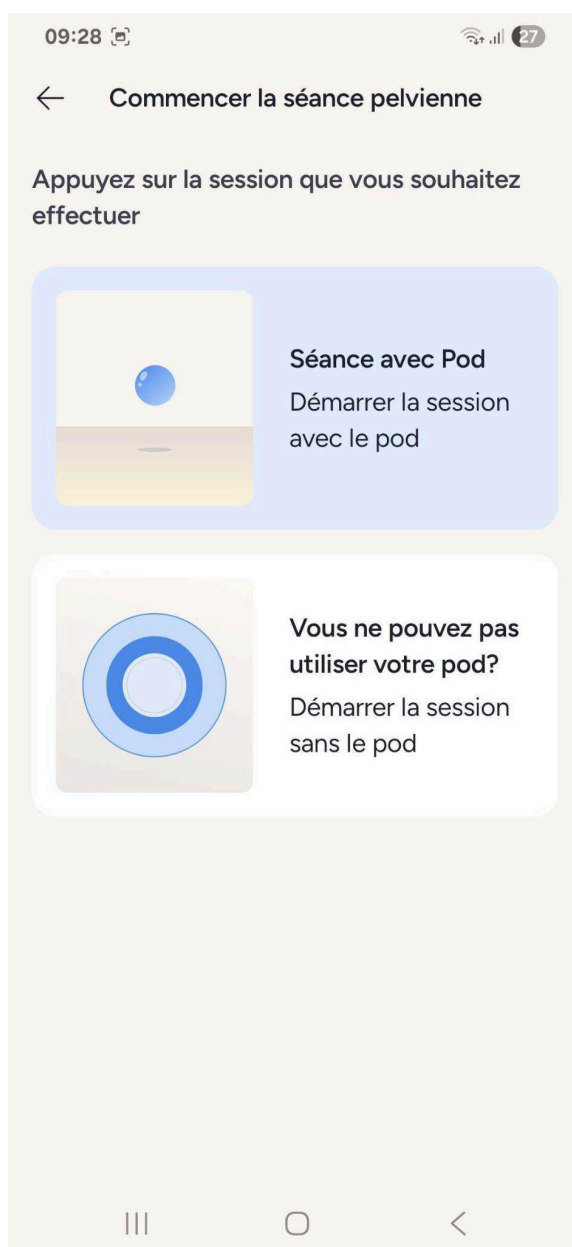 09:28
27
Commencer la séance pelvienne
Appuyez sur la session que vous souhaitez
effectuer
Séance avec Pod
Démarrer la session
avec le pod
Vous ne pouvez pas
utiliser votre pod?
Démarrer la session
sans le pod